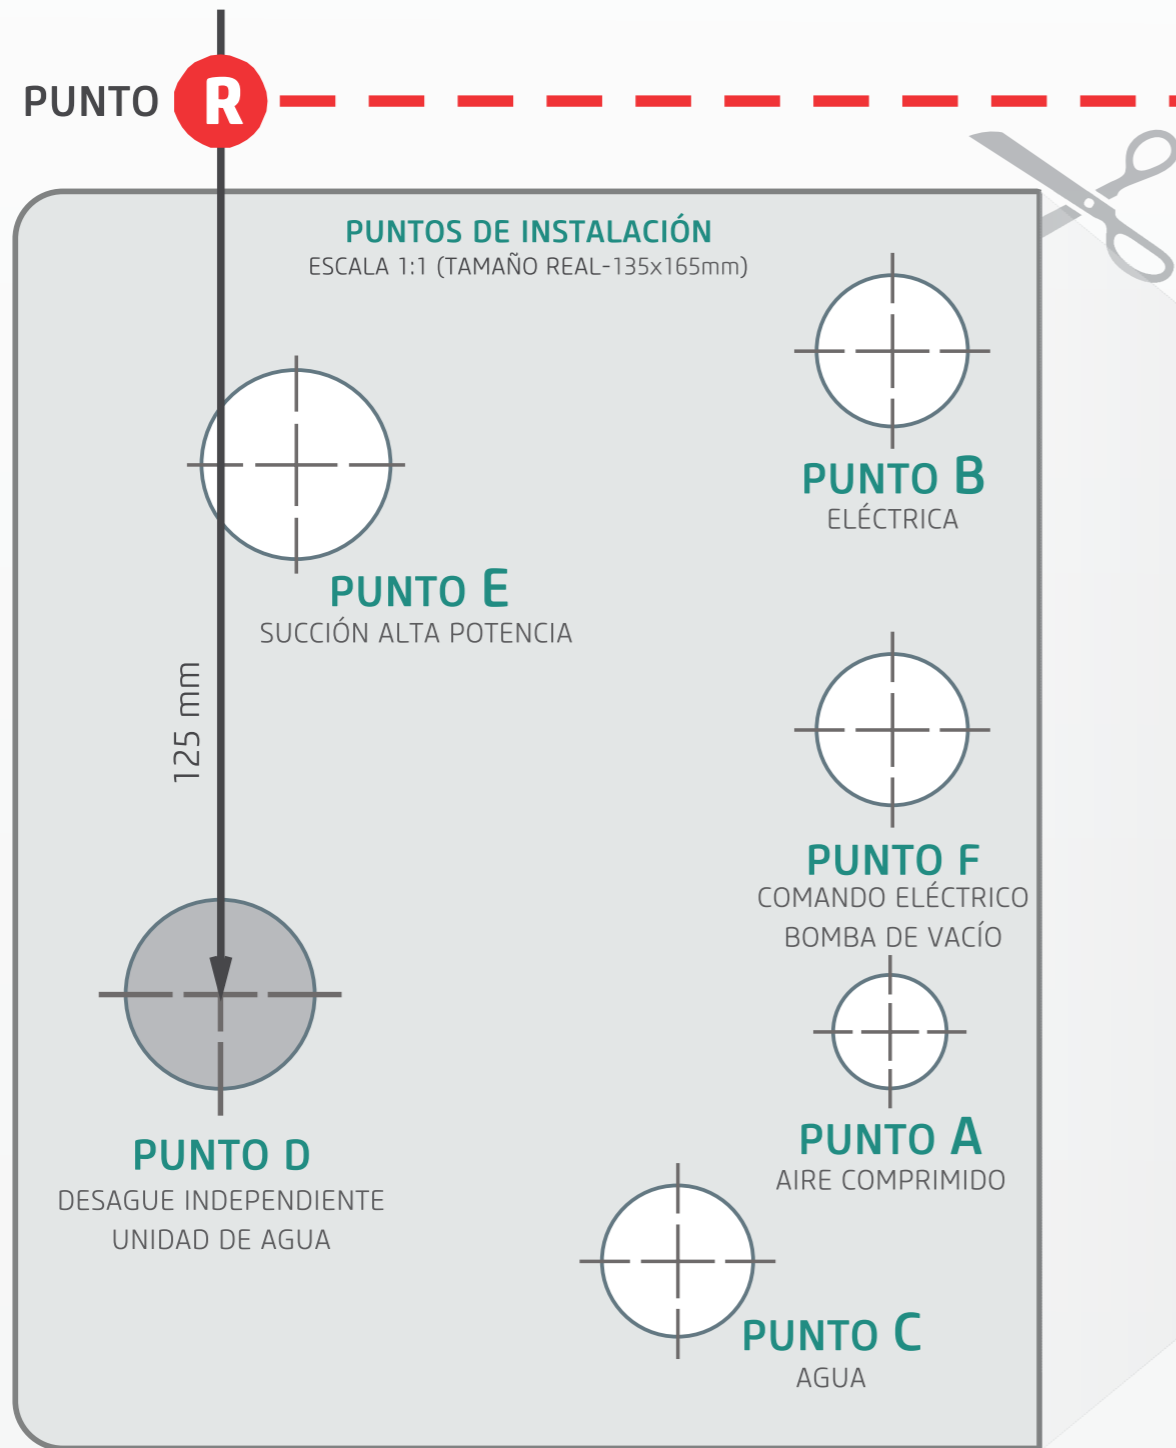 PUNTO R
PUNTOS DE INSTALACIÓN
ESCALA 1:1 (TAMAÑO REAL-135x165mm)
PUNTO B
ELÉCTRICA
PUNTO E
SUCCIÓN ALTA POTENCIA
125 mm
PUNTO F
COMANDO ELÉCTRICO
BOMBA DE VACÍO
PUNTO A
AIRE COMPRIMIDO
PUNTO D
DESAGUE INDEPENDIENTE
UNIDAD DE AGUA
PUNTO C
AGUA